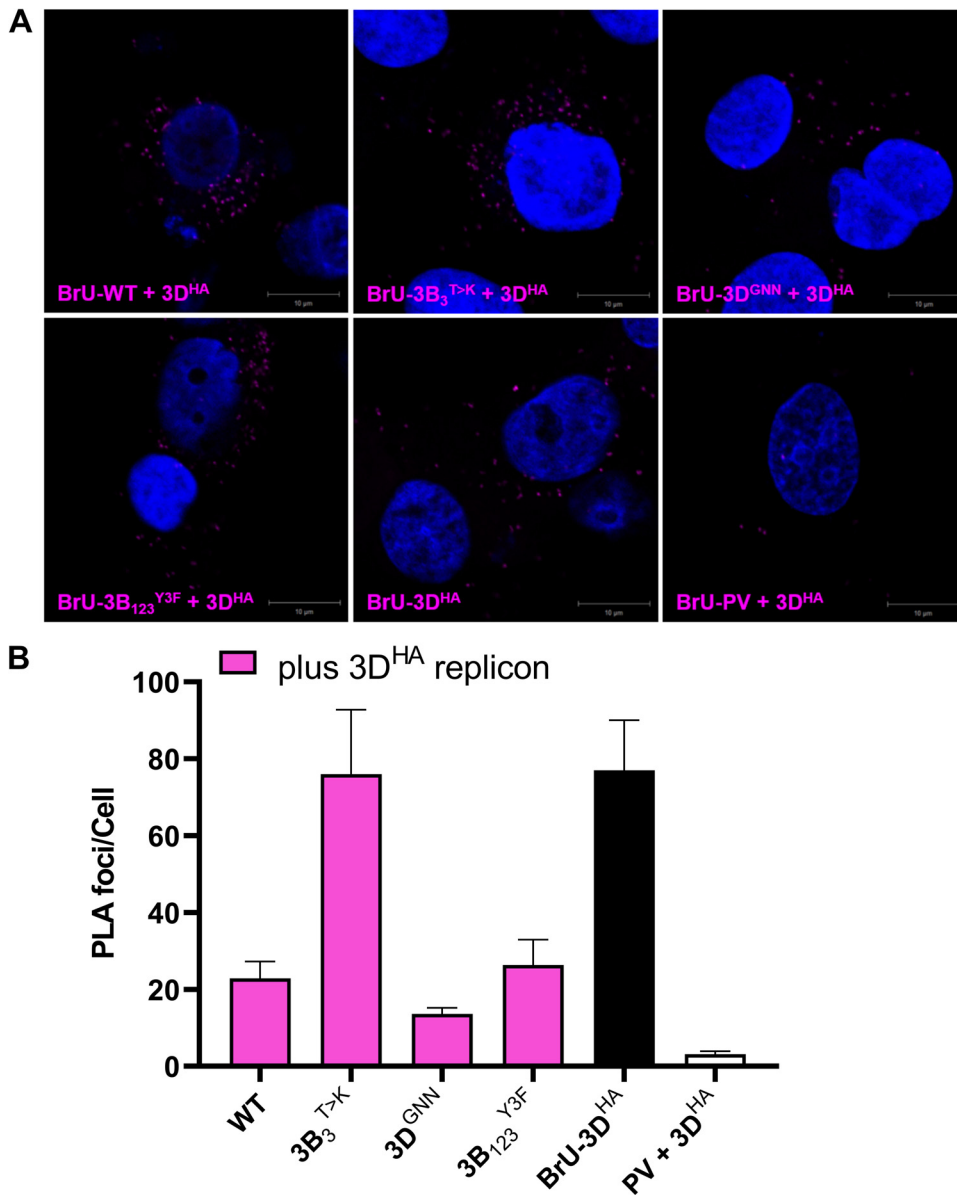 A
BrU-WT + 3D^HA
10 µm
BrU-3B₃^T>K + 3D^HA
10 µm
BrU-3D^GNN + 3D^HA
10 µm
BrU-3B₁₂₃^Y3F + 3D^HA
10 µm
BrU-3D^HA
10 µm
BrU-PV + 3D^HA
10 µm
B
plus 3D^HA replicon
PLA foci/Cell
100
80
60
40
20
0
WT
3B₃^T>K
3D^GNN
3B₁₂₃^Y3F
BrU-3D^HA
PV + 3D^HA